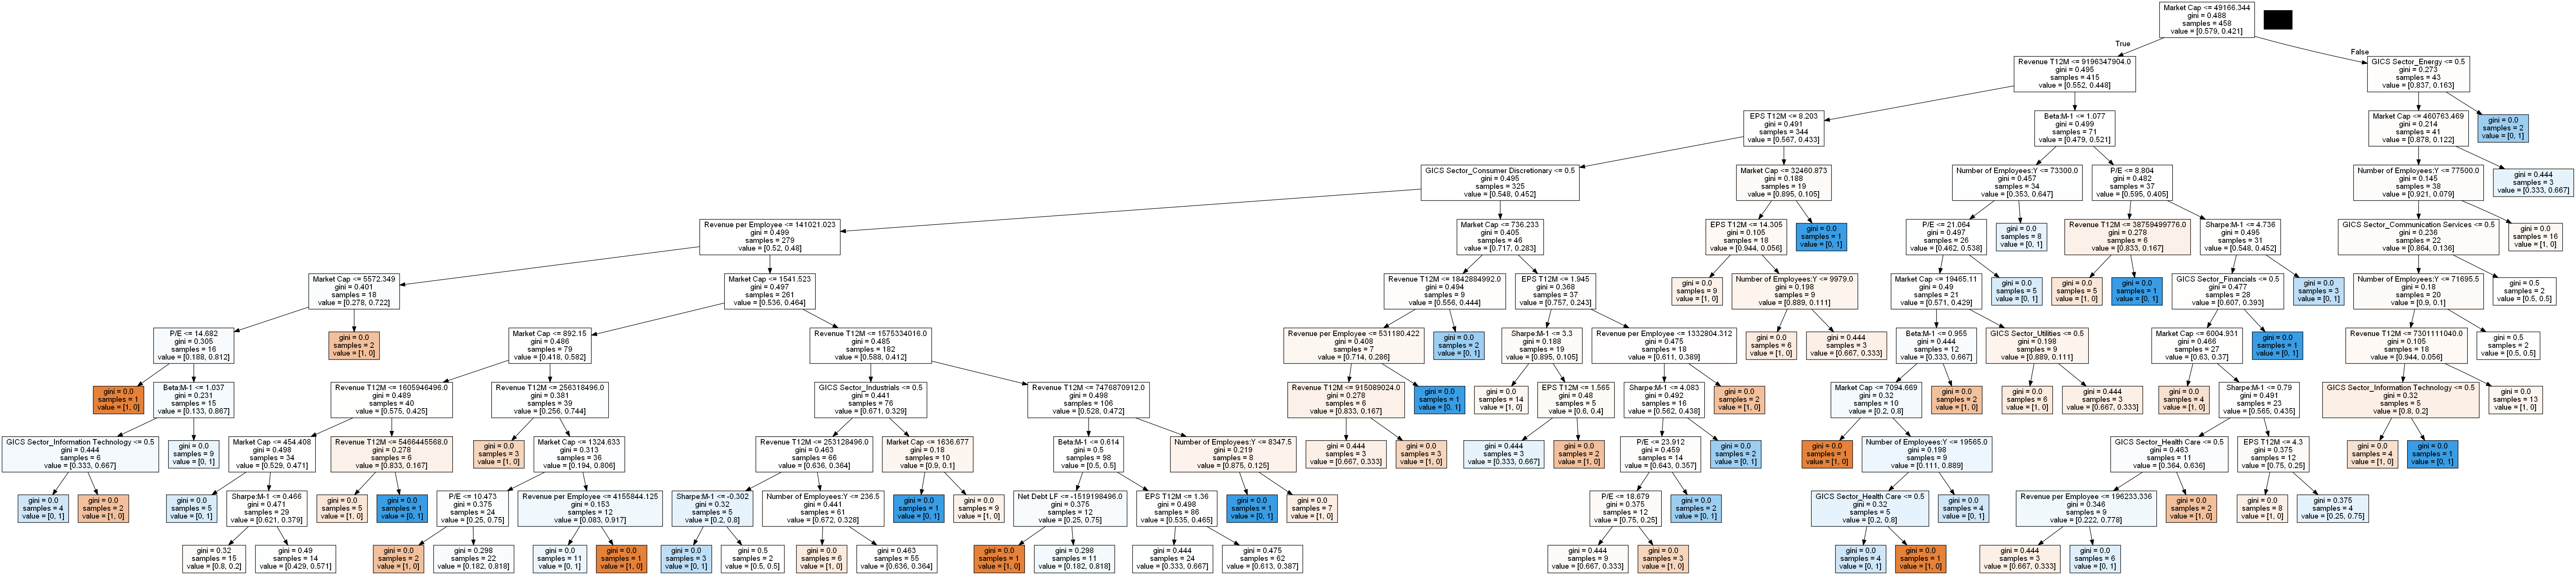 Market Cap <= 49166.344
gini = 0.488
samples = 458
value = [0.579, 0.421]
True
False
Revenue T12M <= 9196347904.0
gini = 0.495
samples = 415
value = [0.552, 0.448]
GICS Sector_Energy <= 0.5
gini = 0.273
samples = 43
value = [0.837, 0.163]
EPS T12M <= 8.203
gini = 0.491
samples = 344
value = [0.567, 0.433]
Beta:M-1 <= 1.077
gini = 0.499
samples = 71
value = [0.479, 0.521]
Market Cap <= 460763.469
gini = 0.214
samples = 41
value = [0.878, 0.122]
gini = 0.0
samples = 2
value = [0, 1]
GICS Sector_Consumer Discretionary <= 0.5
gini = 0.495
samples = 325
value = [0.548, 0.452]
Market Cap <= 32460.873
gini = 0.188
samples = 19
value = [0.895, 0.105]
Number of Employees:Y <= 73300.0
gini = 0.457
samples = 34
value = [0.353, 0.647]
P/E <= 8.804
gini = 0.482
samples = 37
value = [0.595, 0.405]
Number of Employees:Y <= 77500.0
gini = 0.145
samples = 38
value = [0.921, 0.079]
gini = 0.444
samples = 3
value = [0.333, 0.667]
Revenue per Employee <= 141021.023
gini = 0.499
samples = 279
value = [0.52, 0.48]
Market Cap <= 736.233
gini = 0.405
samples = 46
value = [0.717, 0.283]
EPS T12M <= 14.305
gini = 0.105
samples = 18
value = [0.944, 0.056]
gini = 0.0
samples = 1
value = [0, 1]
P/E <= 21.064
gini = 0.497
samples = 26
value = [0.462, 0.538]
gini = 0.0
samples = 8
value = [0, 1]
Revenue T12M <= 38759499776.0
gini = 0.278
samples = 6
value = [0.833, 0.167]
Sharpe:M-1 <= 4.736
gini = 0.495
samples = 31
value = [0.548, 0.452]
GICS Sector_Communication Services <= 0.5
gini = 0.236
samples = 22
value = [0.864, 0.136]
gini = 0.0
samples = 16
value = [1, 0]
Market Cap <= 5572.349
gini = 0.401
samples = 18
value = [0.278, 0.722]
Market Cap <= 1541.523
gini = 0.497
samples = 261
value = [0.536, 0.464]
Revenue T12M <= 1842884992.0
gini = 0.494
samples = 9
value = [0.556, 0.444]
EPS T12M <= 1.945
gini = 0.368
samples = 37
value = [0.757, 0.243]
gini = 0.0
samples = 9
value = [1, 0]
Number of Employees:Y <= 9979.0
gini = 0.198
samples = 9
value = [0.889, 0.111]
Market Cap <= 19465.11
gini = 0.49
samples = 21
value = [0.571, 0.429]
gini = 0.0
samples = 5
value = [0, 1]
gini = 0.0
samples = 5
value = [1, 0]
gini = 0.0
samples = 1
value = [0, 1]
GICS Sector_Financials <= 0.5
gini = 0.477
samples = 28
value = [0.607, 0.393]
gini = 0.0
samples = 3
value = [0, 1]
Number of Employees:Y <= 71695.5
gini = 0.18
samples = 20
value = [0.9, 0.1]
gini = 0.5
samples = 2
value = [0.5, 0.5]
P/E <= 14.682
gini = 0.305
samples = 16
value = [0.188, 0.812]
gini = 0.0
samples = 2
value = [1, 0]
Market Cap <= 892.15
gini = 0.486
samples = 79
value = [0.418, 0.582]
Revenue T12M <= 1575334016.0
gini = 0.485
samples = 182
value = [0.588, 0.412]
Revenue per Employee <= 531180.422
gini = 0.408
samples = 7
value = [0.714, 0.286]
gini = 0.0
samples = 2
value = [0, 1]
Sharpe:M-1 <= 3.3
gini = 0.188
samples = 19
value = [0.895, 0.105]
Revenue per Employee <= 1332804.312
gini = 0.475
samples = 18
value = [0.611, 0.389]
gini = 0.0
samples = 6
value = [1, 0]
gini = 0.444
samples = 3
value = [0.667, 0.333]
Beta:M-1 <= 0.955
gini = 0.444
samples = 12
value = [0.333, 0.667]
GICS Sector_Utilities <= 0.5
gini = 0.198
samples = 9
value = [0.889, 0.111]
Market Cap <= 6004.931
gini = 0.466
samples = 27
value = [0.63, 0.37]
gini = 0.0
samples = 1
value = [0, 1]
Revenue T12M <= 7301111040.0
gini = 0.105
samples = 18
value = [0.944, 0.056]
gini = 0.5
samples = 2
value = [0.5, 0.5]
gini = 0.0
samples = 1
value = [1, 0]
Beta:M-1 <= 1.037
gini = 0.231
samples = 15
value = [0.133, 0.867]
Revenue T12M <= 1605946496.0
gini = 0.489
samples = 40
value = [0.575, 0.425]
Revenue T12M <= 256318496.0
gini = 0.381
samples = 39
value = [0.256, 0.744]
GICS Sector_Industrials <= 0.5
gini = 0.441
samples = 76
value = [0.671, 0.329]
Revenue T12M <= 7476870912.0
gini = 0.498
samples = 106
value = [0.528, 0.472]
Revenue T12M <= 915089024.0
gini = 0.278
samples = 6
value = [0.833, 0.167]
gini = 0.0
samples = 1
value = [0, 1]
gini = 0.0
samples = 14
value = [1, 0]
EPS T12M <= 1.565
gini = 0.48
samples = 5
value = [0.6, 0.4]
Sharpe:M-1 <= 4.083
gini = 0.492
samples = 16
value = [0.562, 0.438]
gini = 0.0
samples = 2
value = [1, 0]
Market Cap <= 7094.669
gini = 0.32
samples = 10
value = [0.2, 0.8]
gini = 0.0
samples = 2
value = [1, 0]
gini = 0.0
samples = 6
value = [1, 0]
gini = 0.444
samples = 3
value = [0.667, 0.333]
gini = 0.0
samples = 4
value = [1, 0]
Sharpe:M-1 <= 0.79
gini = 0.491
samples = 23
value = [0.565, 0.435]
GICS Sector_Information Technology <= 0.5
gini = 0.32
samples = 5
value = [0.8, 0.2]
gini = 0.0
samples = 13
value = [1, 0]
GICS Sector_Information Technology <= 0.5
gini = 0.444
samples = 6
value = [0.333, 0.667]
gini = 0.0
samples = 9
value = [0, 1]
Market Cap <= 454.408
gini = 0.498
samples = 34
value = [0.529, 0.471]
Revenue T12M <= 5466445568.0
gini = 0.278
samples = 6
value = [0.833, 0.167]
gini = 0.0
samples = 3
value = [1, 0]
Market Cap <= 1324.633
gini = 0.313
samples = 36
value = [0.194, 0.806]
Revenue T12M <= 253128496.0
gini = 0.463
samples = 66
value = [0.636, 0.364]
Market Cap <= 1636.677
gini = 0.18
samples = 10
value = [0.9, 0.1]
Beta:M-1 <= 0.614
gini = 0.5
samples = 98
value = [0.5, 0.5]
Number of Employees:Y <= 8347.5
gini = 0.219
samples = 8
value = [0.875, 0.125]
gini = 0.444
samples = 3
value = [0.667, 0.333]
gini = 0.0
samples = 3
value = [1, 0]
gini = 0.444
samples = 3
value = [0.333, 0.667]
gini = 0.0
samples = 2
value = [1, 0]
P/E <= 23.912
gini = 0.459
samples = 14
value = [0.643, 0.357]
gini = 0.0
samples = 2
value = [0, 1]
gini = 0.0
samples = 1
value = [1, 0]
Number of Employees:Y <= 19565.0
gini = 0.198
samples = 9
value = [0.111, 0.889]
GICS Sector_Health Care <= 0.5
gini = 0.463
samples = 11
value = [0.364, 0.636]
EPS T12M <= 4.3
gini = 0.375
samples = 12
value = [0.75, 0.25]
gini = 0.0
samples = 4
value = [1, 0]
gini = 0.0
samples = 1
value = [0, 1]
gini = 0.0
samples = 4
value = [0, 1]
gini = 0.0
samples = 2
value = [1, 0]
gini = 0.0
samples = 5
value = [0, 1]
Sharpe:M-1 <= 0.466
gini = 0.471
samples = 29
value = [0.621, 0.379]
gini = 0.0
samples = 5
value = [1, 0]
gini = 0.0
samples = 1
value = [0, 1]
P/E <= 10.473
gini = 0.375
samples = 24
value = [0.25, 0.75]
Revenue per Employee <= 4155844.125
gini = 0.153
samples = 12
value = [0.083, 0.917]
Sharpe:M-1 <= -0.302
gini = 0.32
samples = 5
value = [0.2, 0.8]
Number of Employees:Y <= 236.5
gini = 0.441
samples = 61
value = [0.672, 0.328]
gini = 0.0
samples = 1
value = [0, 1]
gini = 0.0
samples = 9
value = [1, 0]
Net Debt LF <= -1519198496.0
gini = 0.375
samples = 12
value = [0.25, 0.75]
EPS T12M <= 1.36
gini = 0.498
samples = 86
value = [0.535, 0.465]
gini = 0.0
samples = 1
value = [0, 1]
gini = 0.0
samples = 7
value = [1, 0]
P/E <= 18.679
gini = 0.375
samples = 12
value = [0.75, 0.25]
gini = 0.0
samples = 2
value = [0, 1]
GICS Sector_Health Care <= 0.5
gini = 0.32
samples = 5
value = [0.2, 0.8]
gini = 0.0
samples = 4
value = [0, 1]
Revenue per Employee <= 196233.336
gini = 0.346
samples = 9
value = [0.222, 0.778]
gini = 0.0
samples = 2
value = [1, 0]
gini = 0.0
samples = 8
value = [1, 0]
gini = 0.375
samples = 4
value = [0.25, 0.75]
gini = 0.32
samples = 15
value = [0.8, 0.2]
gini = 0.49
samples = 14
value = [0.429, 0.571]
gini = 0.0
samples = 2
value = [1, 0]
gini = 0.298
samples = 22
value = [0.182, 0.818]
gini = 0.0
samples = 11
value = [0, 1]
gini = 0.0
samples = 1
value = [1, 0]
gini = 0.0
samples = 3
value = [0, 1]
gini = 0.5
samples = 2
value = [0.5, 0.5]
gini = 0.0
samples = 6
value = [1, 0]
gini = 0.463
samples = 55
value = [0.636, 0.364]
gini = 0.0
samples = 1
value = [1, 0]
gini = 0.298
samples = 11
value = [0.182, 0.818]
gini = 0.444
samples = 24
value = [0.333, 0.667]
gini = 0.475
samples = 62
value = [0.613, 0.387]
gini = 0.444
samples = 9
value = [0.667, 0.333]
gini = 0.0
samples = 3
value = [1, 0]
gini = 0.0
samples = 4
value = [0, 1]
gini = 0.0
samples = 1
value = [1, 0]
gini = 0.444
samples = 3
value = [0.667, 0.333]
gini = 0.0
samples = 6
value = [0, 1]